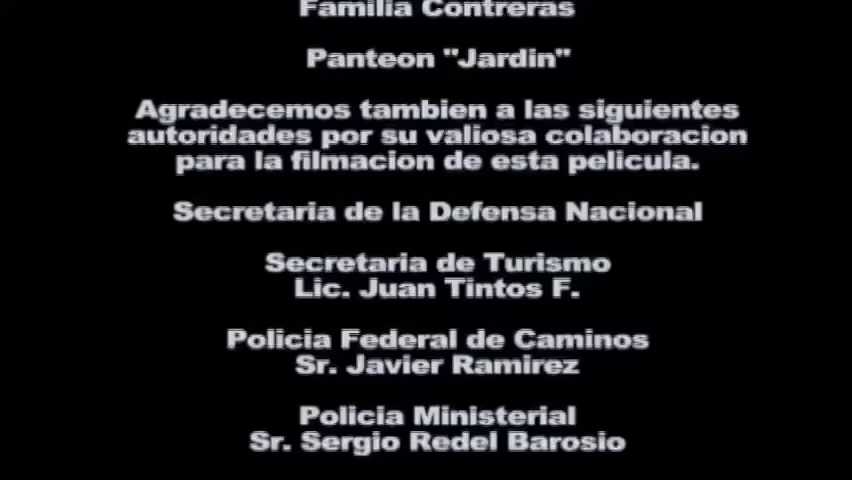 Familia Contreras
Panteon "Jardin"
Agradecemos tambien a las siguientes
autoridades por su valiosa colaboracion
para la filmacion de esta pelicula.
Secretaria de la Defensa Nacional
Secretaria de Turismo
Lic. Juan Tintos F.
Policia Federal de Caminos
Sr. Javier Ramirez
Policia Ministerial
Sr. Sergio Redel Barosio